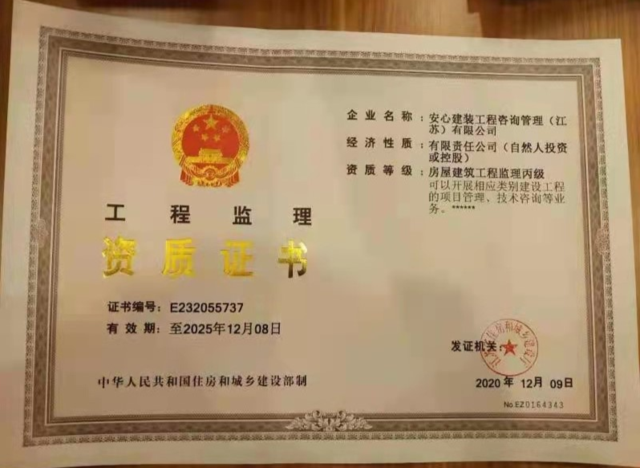 企业名称：安心建装工程咨询管理（江
苏）有限公司
经济性质：有限责任公司（自然人投资
或控股）
资质等级：房屋建筑工程监理丙级
可以开展相应类别建设工程
的项目管理、技术咨询等业
务。******
工程监理
资质证书
证书编号：E232055737
有效期：至2025年12月08日
中华人民共和国住房和城乡建设部制
发证机关：
2020年12月09日
No.EZ0164343